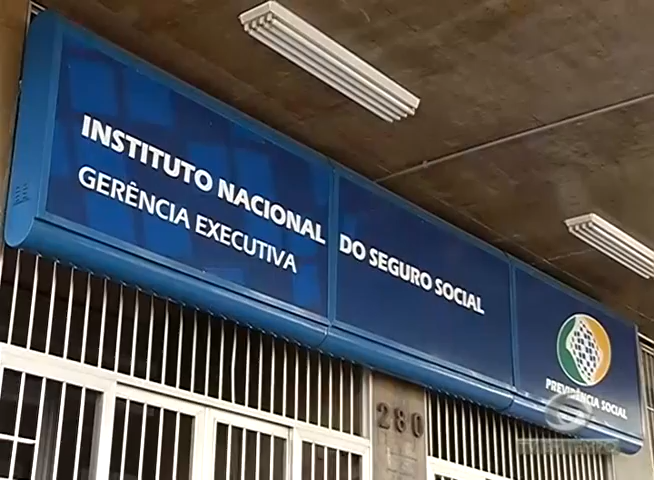 INSTITUTO NACIONAL DO SEGURO SOCIAL
GERÊNCIA EXECUTIVA
PREVIDÊNCIA SOCIAL
280